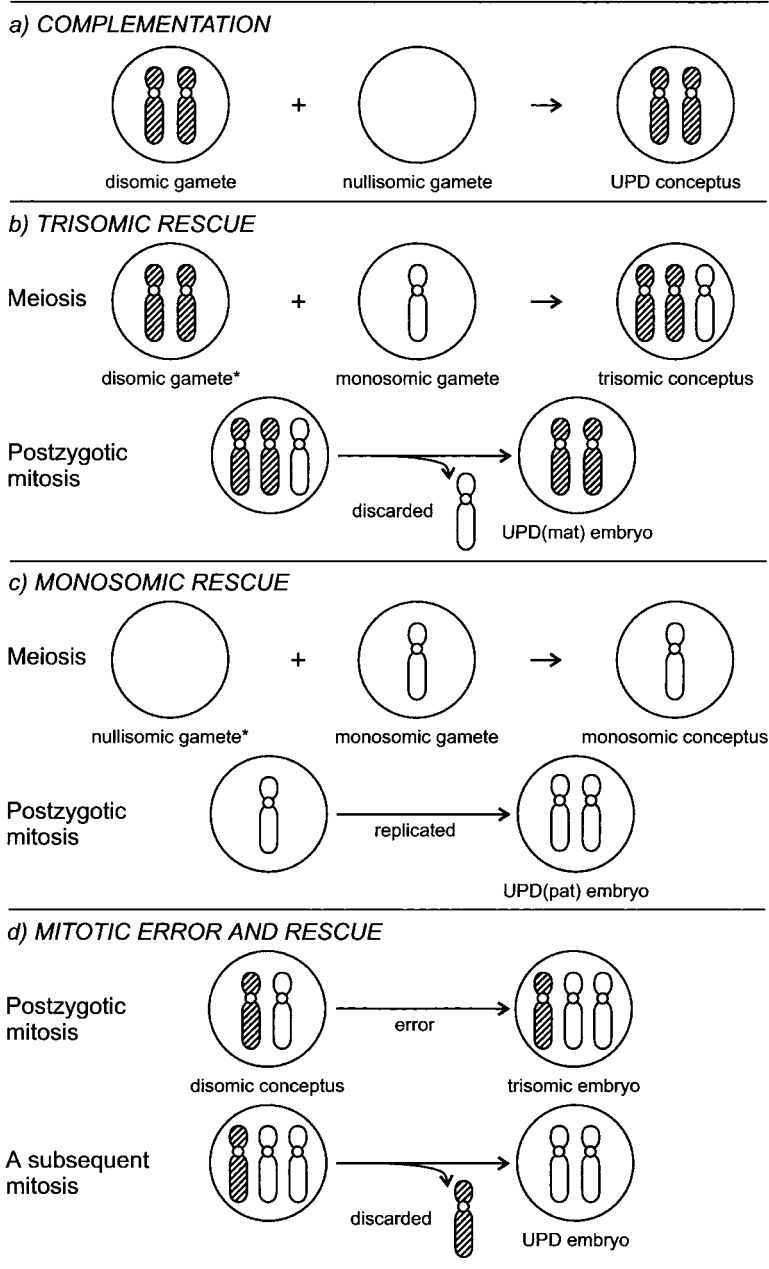 a) COMPLEMENTATION
+
disomic gamete nullisomic gamete UPD conceptus
b) TRISOMIC RESCUE
Meiosis
+
disomic gamete* monosomic gamete trisomic conceptus
Postzygotic
mitosis
discarded
UPD(mat) embryo
c) MONOSOMIC RESCUE
Meiosis
+
nullisomic gamete* monosomic gamete monosomic conceptus
Postzygotic
mitosis
replicated
UPD(pat) embryo
d) MITOTIC ERROR AND RESCUE
Postzygotic
mitosis
error
disomic conceptus trisomic embryo
A subsequent
mitosis
discarded
UPD embryo